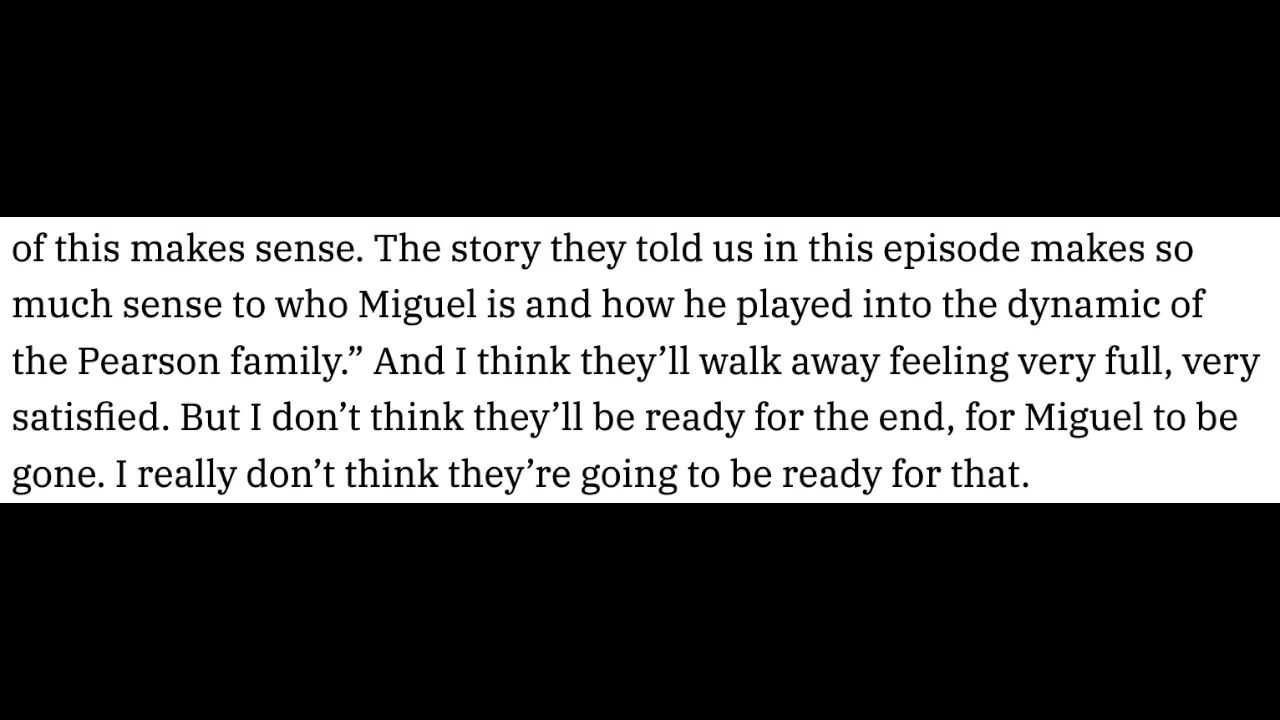 of this makes sense. The story they told us in this episode makes so
much sense to who Miguel is and how he played into the dynamic of
the Pearson family.” And I think they’ll walk away feeling very full, very
satisfied. But I don’t think they’ll be ready for the end, for Miguel to be
gone. I really don’t think they’re going to be ready for that.